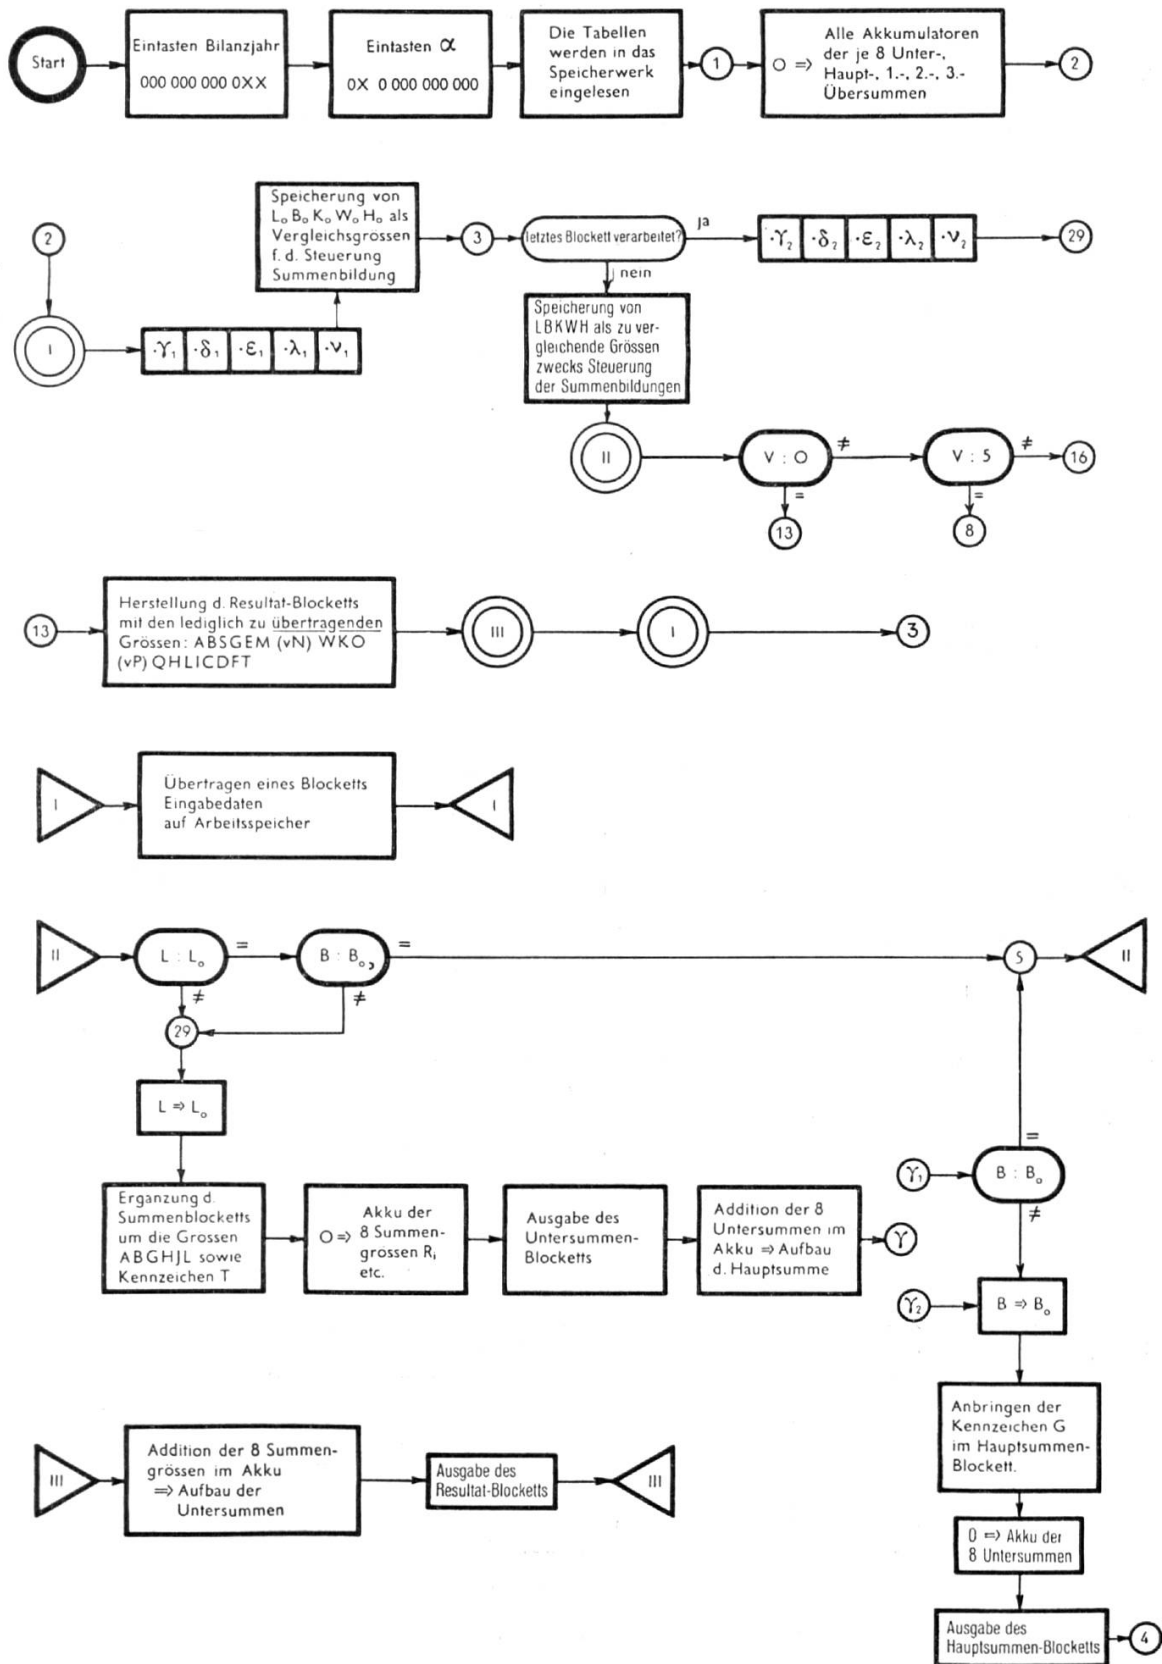 Start
Eintasten Bilanzjahr
000 000 000 0XX
Eintasten α
0X 0 000 000 000
Die Tabellen
werden in das
Speicherwerk
eingelesen
1
O ⇒
Alle Akkumulatoren
der je 8 Unter-,
Haupt-, 1.-, 2.-, 3.-
Übersummen
2
2
I
·γ₁ ·δ₁ ·ε₁ ·λ₁ ·ν₁
Speicherung von
L₀ B₀ K₀ W₀ H₀ als
Vergleichsgrössen
f. d. Steuerung
Summenbildung
3
letztes Blockett verarbeitet?
ja
·γ₂ ·δ₂ ·ε₂ ·λ₂ ·ν₂
29
nein
Speicherung von
LBKWH als zu ver-
gleichende Grössen
zwecks Steuerung
der Summenbildungen
II
V : O
≠
V : 5
≠
16
=
=
13
8
13
Herstellung d. Resultat-Blocketts
mit den lediglich zu übertragenden
Grössen: ABSGEM (vN) WKO
(vP) QHLICDFT
III
I
3
I
Übertragen eines Blocketts
Eingabedaten
auf Arbeitsspeicher
I
II
L : L₀
=
B : B₀,
=
5
II
≠
≠
29
L ⇒ L₀
Erganzung d.
Summenblocketts
um die Grossen
ABGHJL sowie
Kennzeichen T
O ⇒
Akku der
8 Summen-
grössen Rᵢ
etc.
Ausgabe des
Untersummen-
Blocketts
Addition der 8
Untersummen im
Akku ⇒ Aufbau
d. Hauptsumme
γ
=
γ₁
B : B₀
≠
γ₂
B ⇒ B₀
Anbringen der
Kennzeichen G
im Hauptsummen-
Blockett.
0 ⇒ Akku der
8 Untersummen
Ausgabe des
Hauptsummen-Blocketts
4
III
Addition der 8 Summen-
grössen im Akku
⇒ Aufbau der
Untersummen
Ausgabe des
Resultat-Blocketts
III